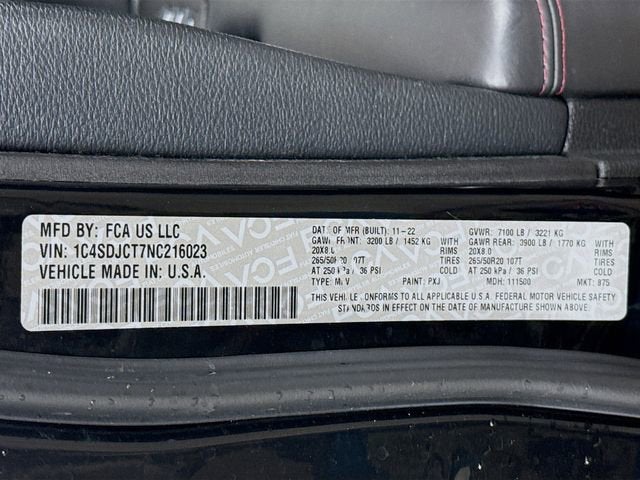 MFD BY: FCA US LLC
VIN: 1C4SDJCT7NC216023
VEHICLE MADE IN: U.S.A.
DATE OF MFR (BUILT): 11-22 GVWR: 7100 LB / 3221 KG
GAWR FRONT: 3200 LB / 1452 KG WITH GAWR REAR: 3900 LB / 1770 KG WITH
20X8.0 RIMS 20X8.0 RIMS
265/50R20 107T TIRES 265/50R20 107T TIRES
AT 250 kPa / 36 PSI COLD AT 250 kPa / 36 PSI COLD
TYPE: MPV PAINT: PXJ MDH: 111500 MKT: 875
THIS VEHICLE CONFORMS TO ALL APPLICABLE U.S.A. FEDERAL MOTOR VEHICLE SAFETY
STANDARDS IN EFFECT ON THE DATE OF MANUFACTURE SHOWN ABOVE.